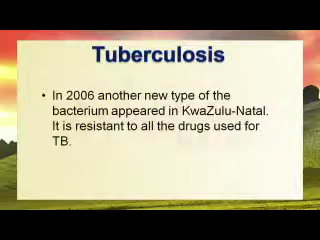 Tuberculosis
• In 2006 another new type of the
bacterium appeared in KwaZulu-Natal.
It is resistant to all the drugs used for
TB.